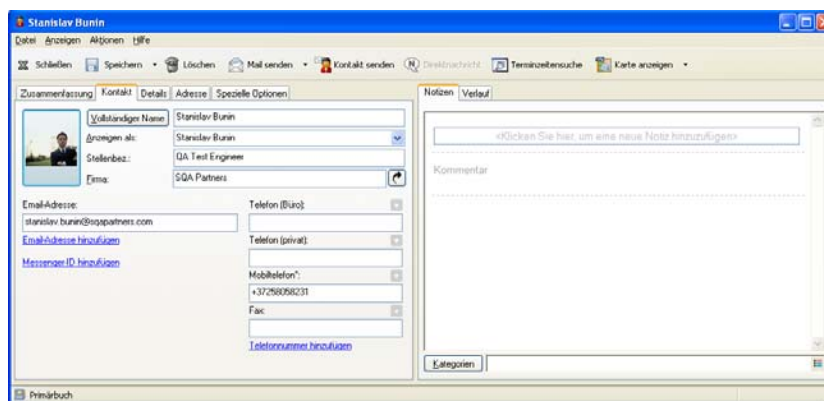 Stanislav Bunin
Datei Anzeigen Aktionen Hilfe
Schließen Speichern Löschen Mail senden Kontakt senden Direktnachricht Terminzeitensuche Karte anzeigen
Zusammenfassung Kontakt Details Adresse Spezielle Optionen
Vollständiger Name Stanislav Bunin
Anzeigen als: Stanislav Bunin
Stellenbez.: QA Test Engineer
Firma: SQA Partners
Email-Adresse:
stanislav.bunin@sqapartners.com
Email-Adresse hinzufügen
Messenger ID hinzufügen
Telefon (Büro):
Telefon (privat):
Mobiltelefon*:
+37258058231
Fax:
Telefonnummer hinzufügen
Notizen Verlauf
<Klicken Sie hier, um eine neue Notiz hinzuzufügen>
Kommentar
Kategorien
Primärbuch